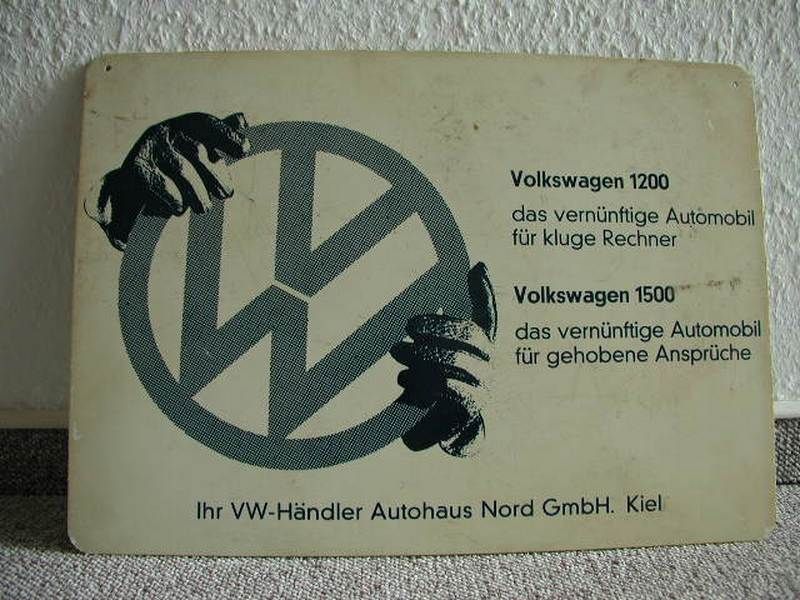 Volkswagen 1200
das vernünftige Automobil
für kluge Rechner
Volkswagen 1500
das vernünftige Automobil
für gehobene Ansprüche
Ihr VW-Händler Autohaus Nord GmbH. Kiel